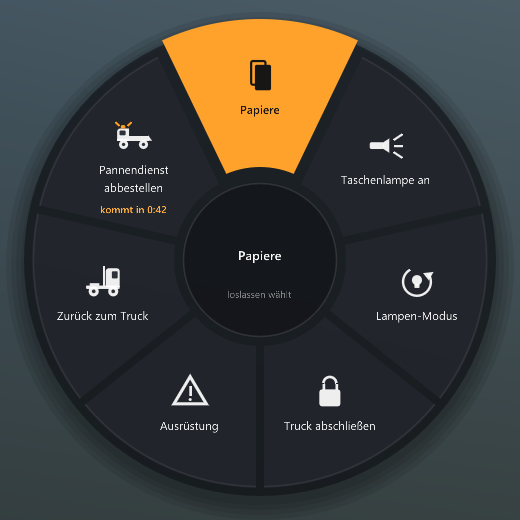 Papiere
Taschenlampe an
Pannendienst
abbestellen
kommt in 0:42
Papiere
loslassen wählt
Zurück zum Truck
Lampen-Modus
Ausrüstung
Truck abschließen